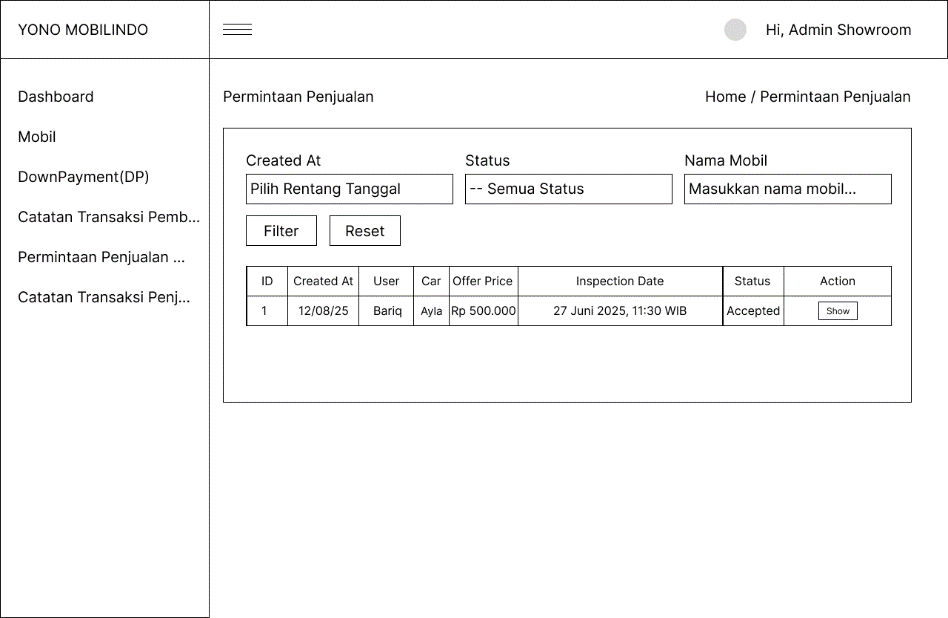 YONO MOBILINDO
Hi, Admin Showroom
Dashboard
Mobil
DownPayment(DP)
Catatan Transaksi Pemb...
Permintaan Penjualan ...
Catatan Transaksi Penj...
Permintaan Penjualan
Home / Permintaan Penjualan
Created At Status Nama Mobil
Pilih Rentang Tanggal -- Semua Status Masukkan nama mobil...
Filter Reset
ID Created At User Car Offer Price Inspection Date Status Action
1 12/08/25 Bariq Ayla Rp 500.000 27 Juni 2025, 11:30 WIB Accepted Show